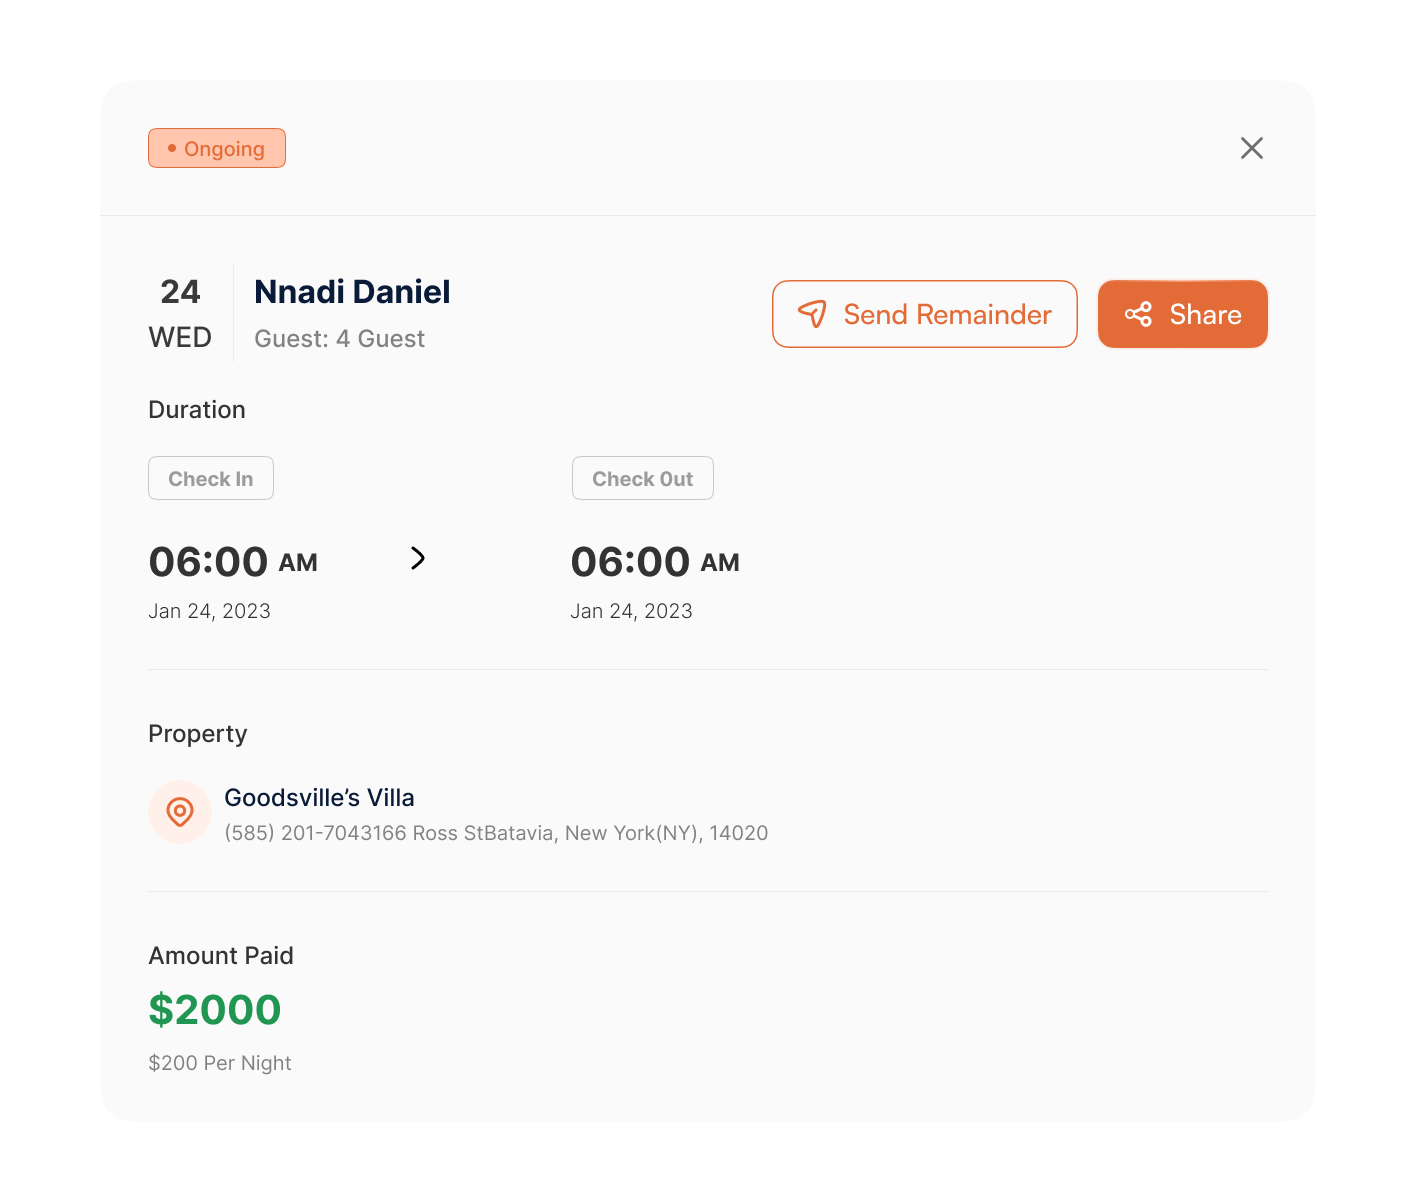 Ongoing
24
WED
Nnadi Daniel
Guest: 4 Guest
Send Remainder
Share
Duration
Check In
Check 0ut
06:00 AM
06:00 AM
Jan 24, 2023
Jan 24, 2023
Property
Goodsville’s Villa
(585) 201-7043166 Ross StBatavia, New York(NY), 14020
Amount Paid
$2000
$200 Per Night